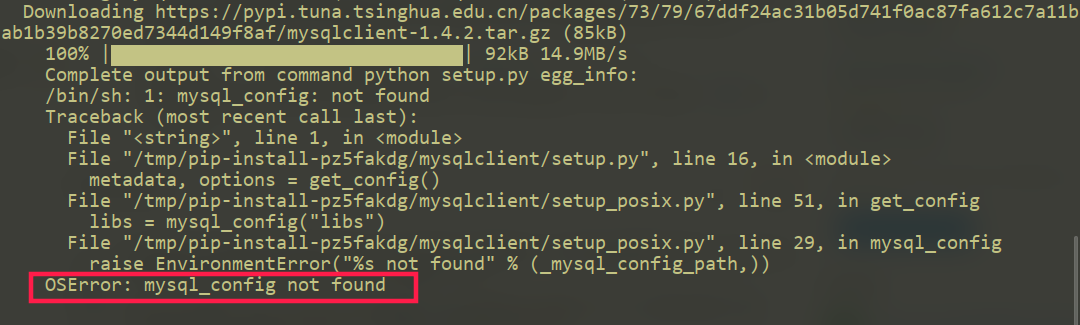 Downloading https://pypi.tuna.tsinghua.edu.cn/packages/73/79/67ddf24ac31b05d741f0ac87fa612c7a11b
ab1b39b8270ed7344d149f8af/mysqlclient-1.4.2.tar.gz (85kB)
100% |████████████████████████████████| 92kB 14.9MB/s
Complete output from command python setup.py egg_info:
/bin/sh: 1: mysql_config: not found
Traceback (most recent call last):
File "<string>", line 1, in <module>
File "/tmp/pip-install-pz5fakdg/mysqlclient/setup.py", line 16, in <module>
metadata, options = get_config()
File "/tmp/pip-install-pz5fakdg/mysqlclient/setup_posix.py", line 51, in get_config
libs = mysql_config("libs")
File "/tmp/pip-install-pz5fakdg/mysqlclient/setup_posix.py", line 29, in mysql_config
raise EnvironmentError("%s not found" % (_mysql_config_path,))
OSError: mysql_config not found